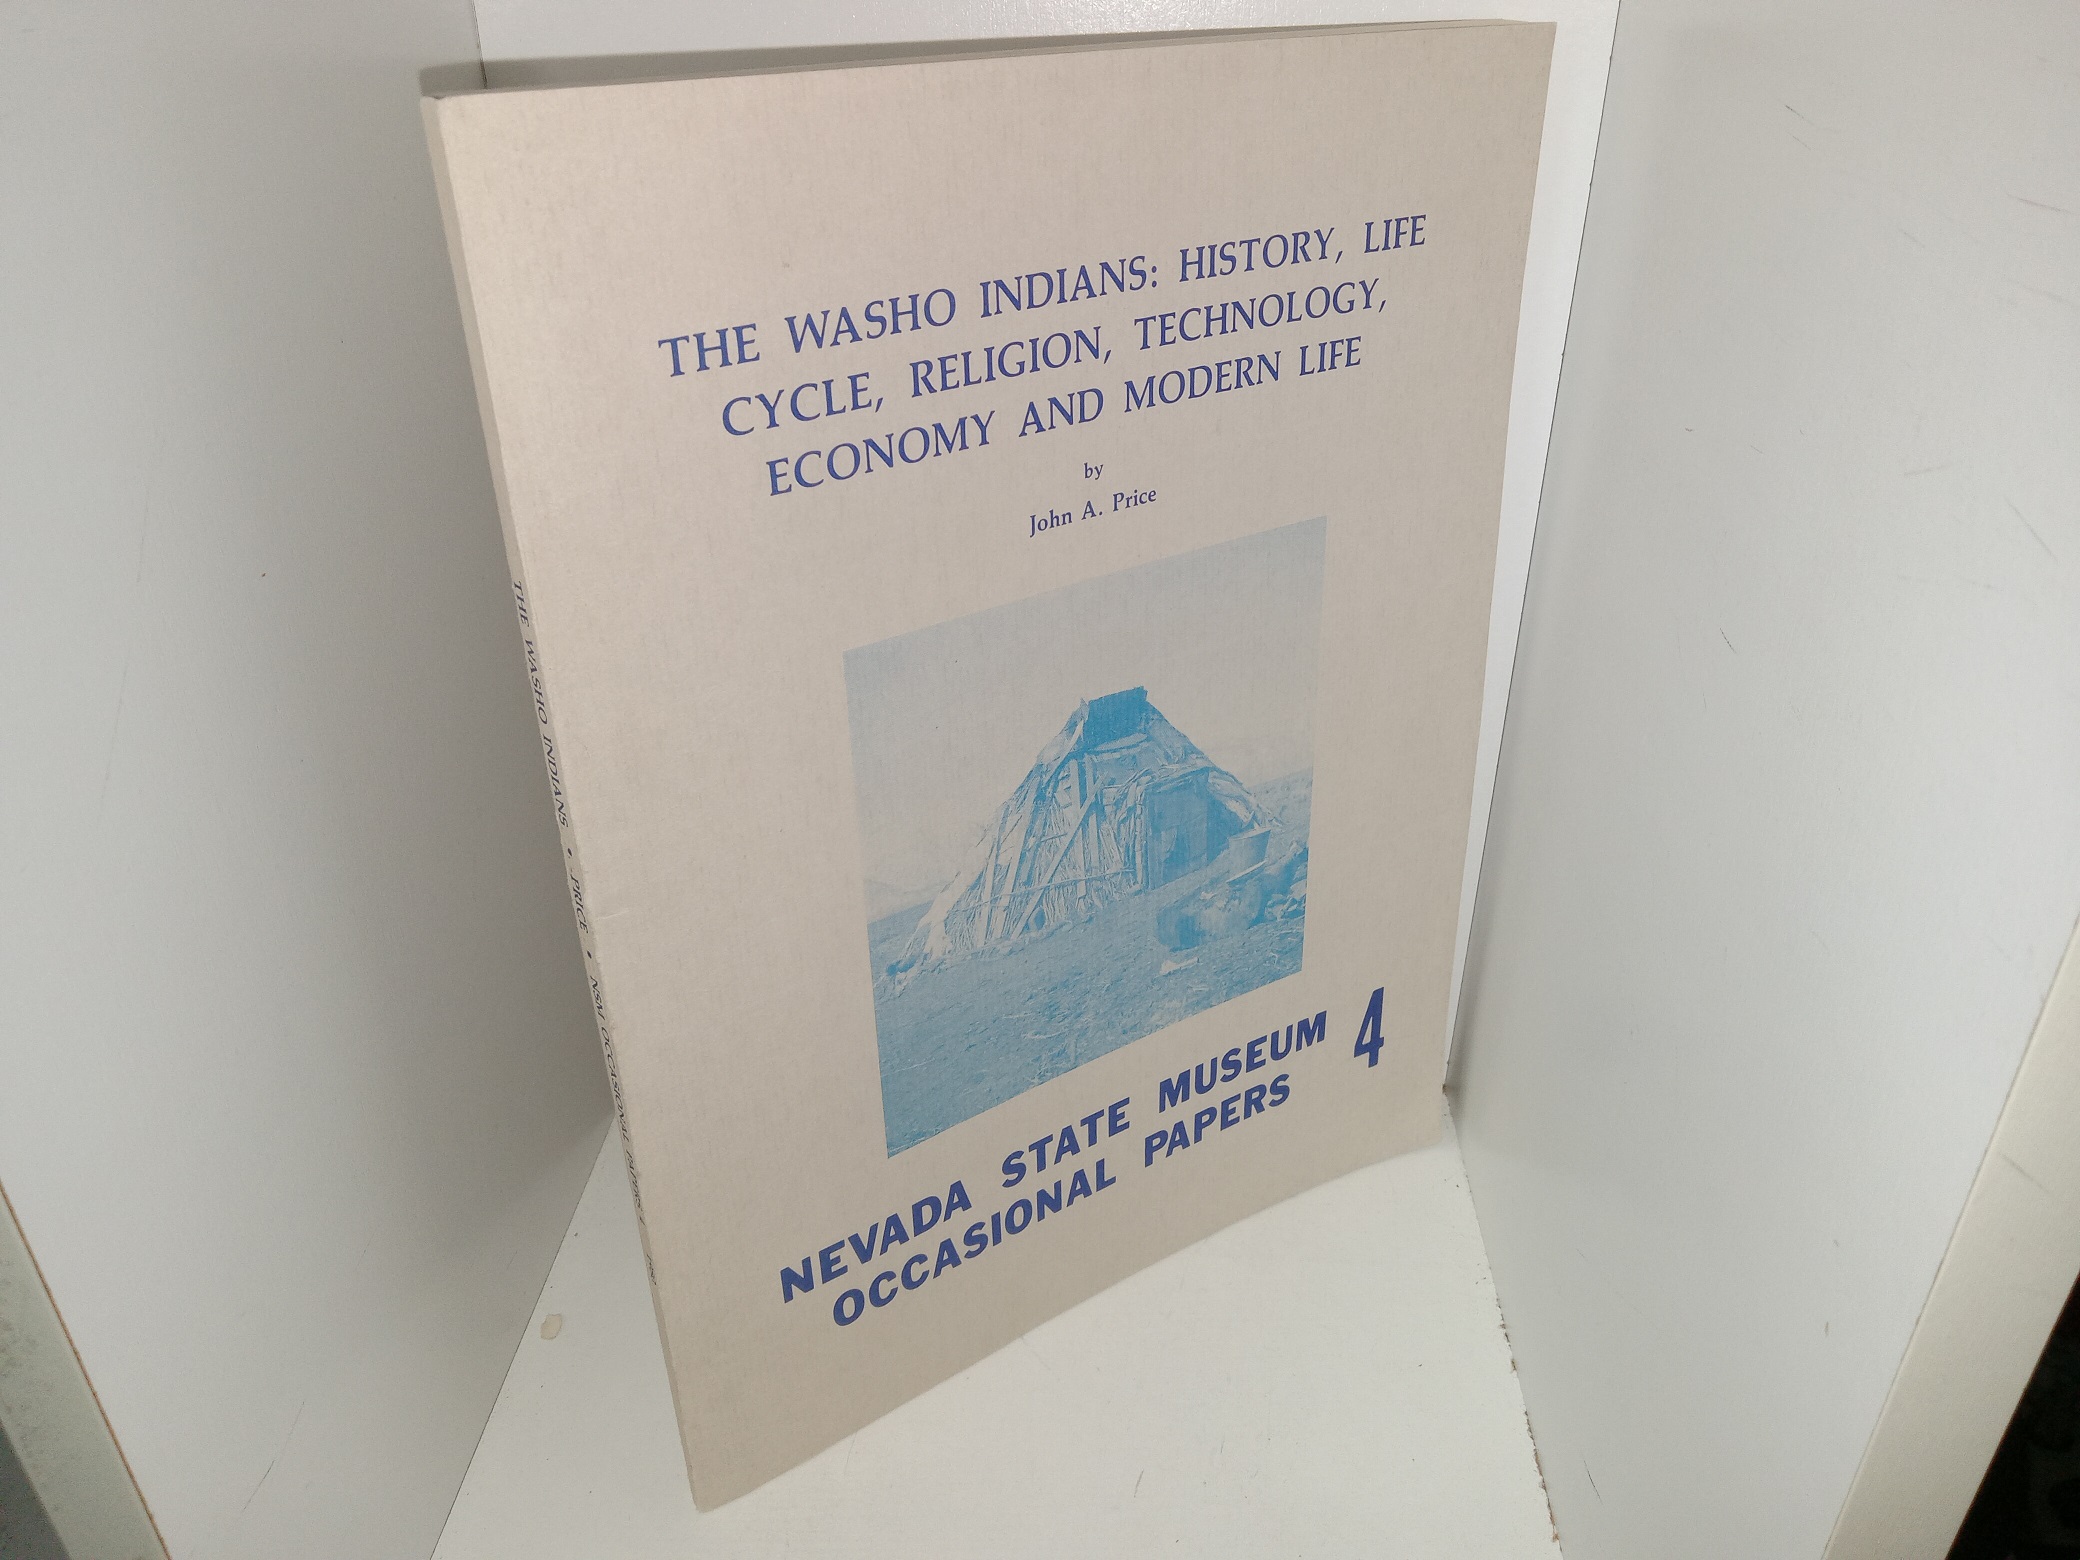 THE WASHO INDIANS: HISTORY, LIFE
CYCLE, RELIGION, TECHNOLOGY,
ECONOMY AND MODERN LIFE
by
John A. Price
NEVADA STATE MUSEUM 4
OCCASIONAL PAPERS
THE WASHO INDIANS • PRICE • NSM OCCASIONAL PAPERS 4